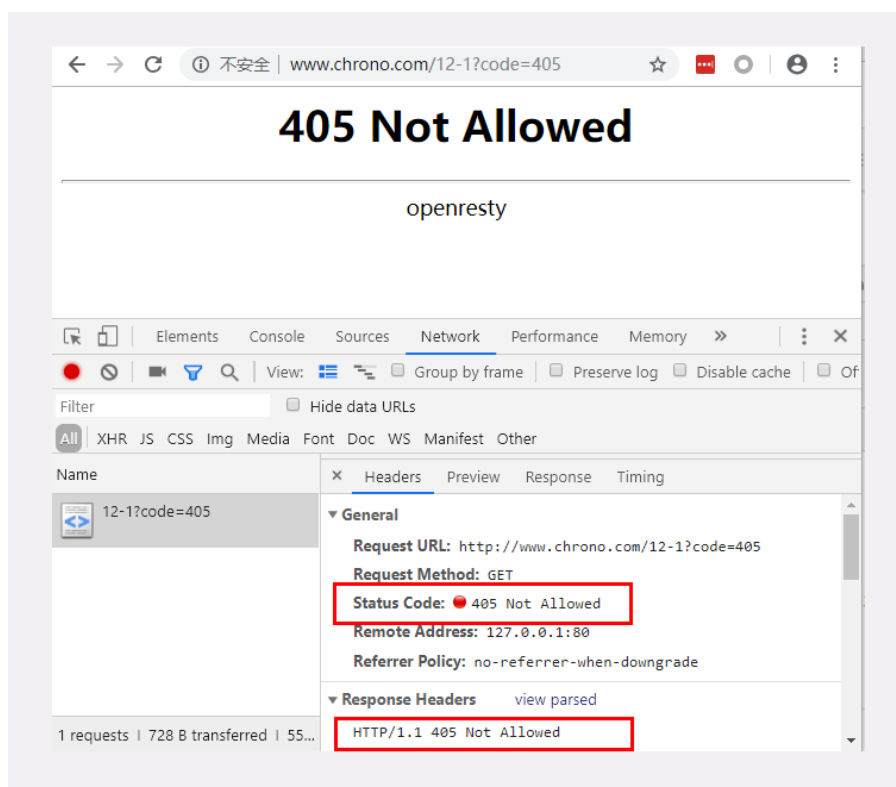 不安全 | www.chrono.com/12-1?code=405
405 Not Allowed
openresty
Elements Console Sources Network Performance Memory »
View: Group by frame Preserve log Disable cache Of
Filter Hide data URLs
All XHR JS CSS Img Media Font Doc WS Manifest Other
Name
× Headers Preview Response Timing
12-1?code=405
▼ General
Request URL: http://www.chrono.com/12-1?code=405
Request Method: GET
Status Code: 405 Not Allowed
Remote Address: 127.0.0.1:80
Referrer Policy: no-referrer-when-downgrade
▼ Response Headers view parsed
HTTP/1.1 405 Not Allowed
1 requests | 728 B transferred | 55...